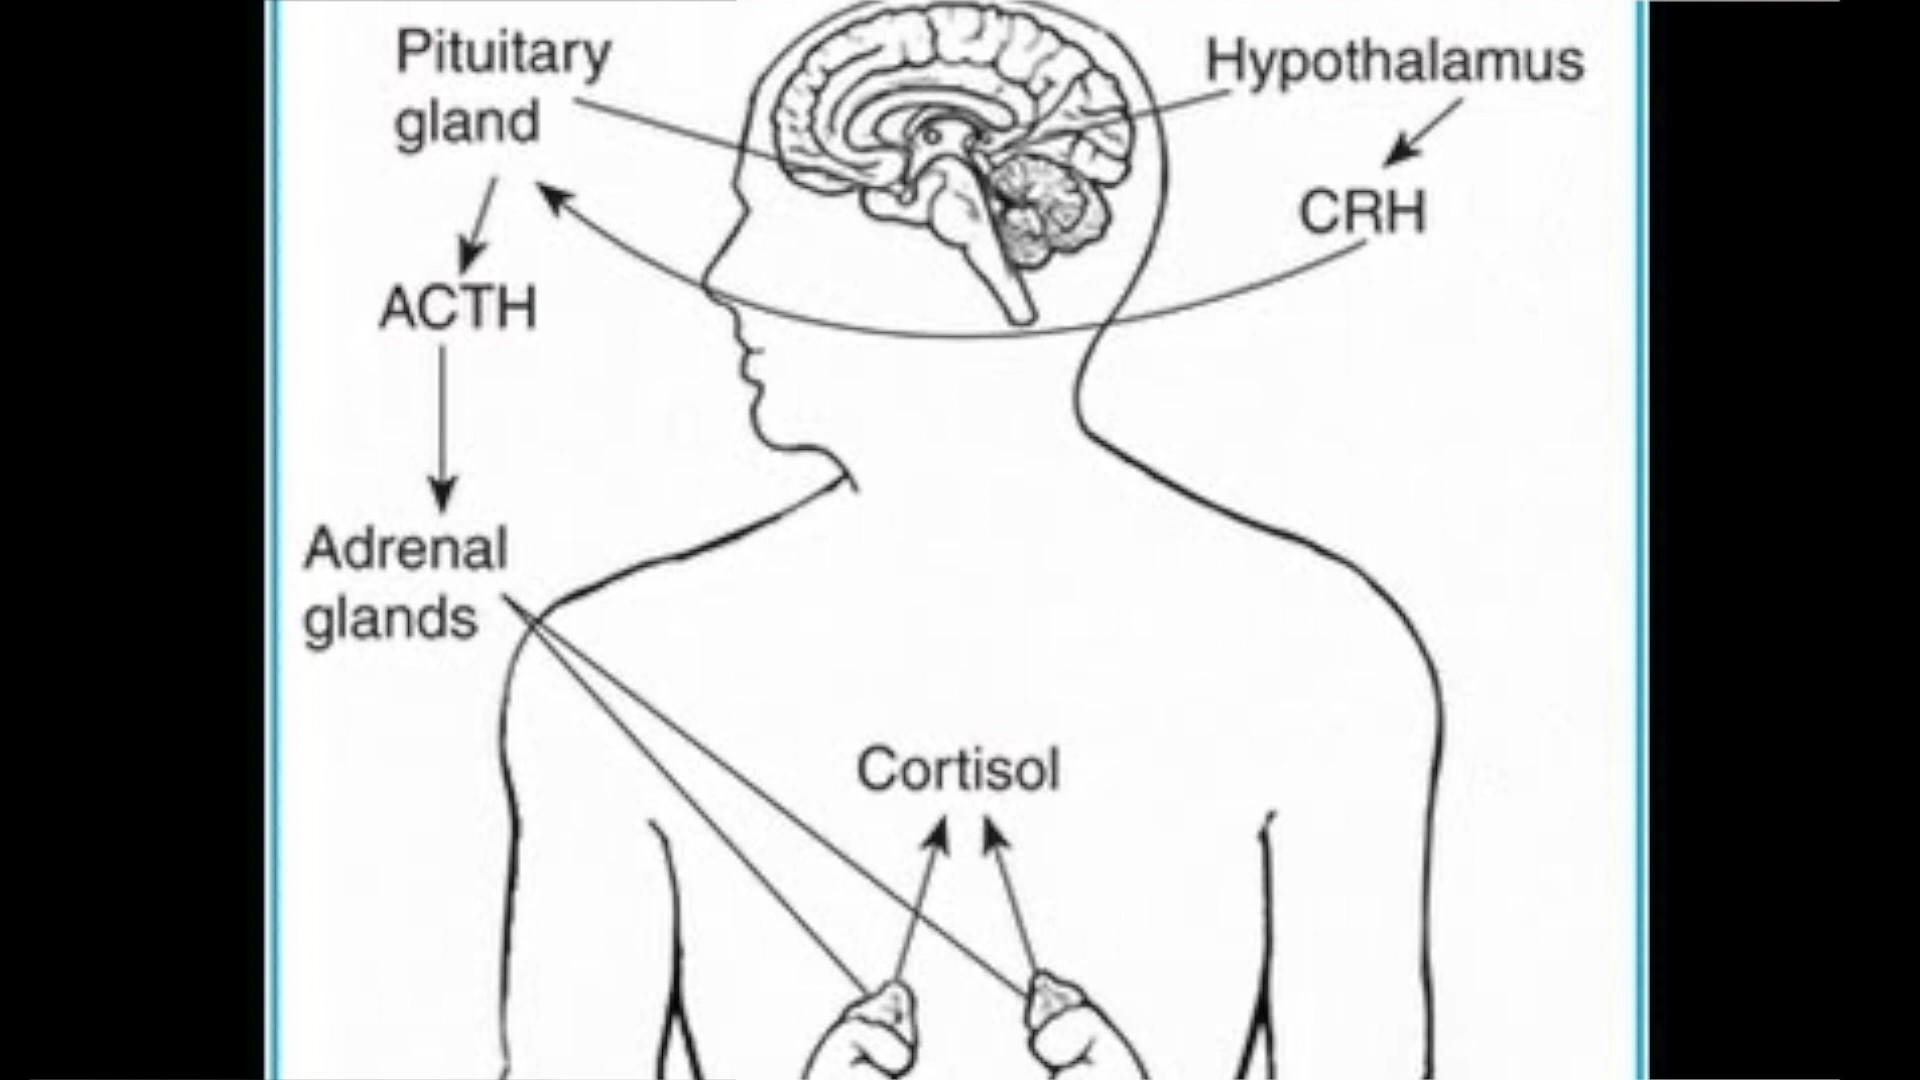 Pituitary
gland
Hypothalamus
CRH
ACTH
Adrenal
glands
Cortisol